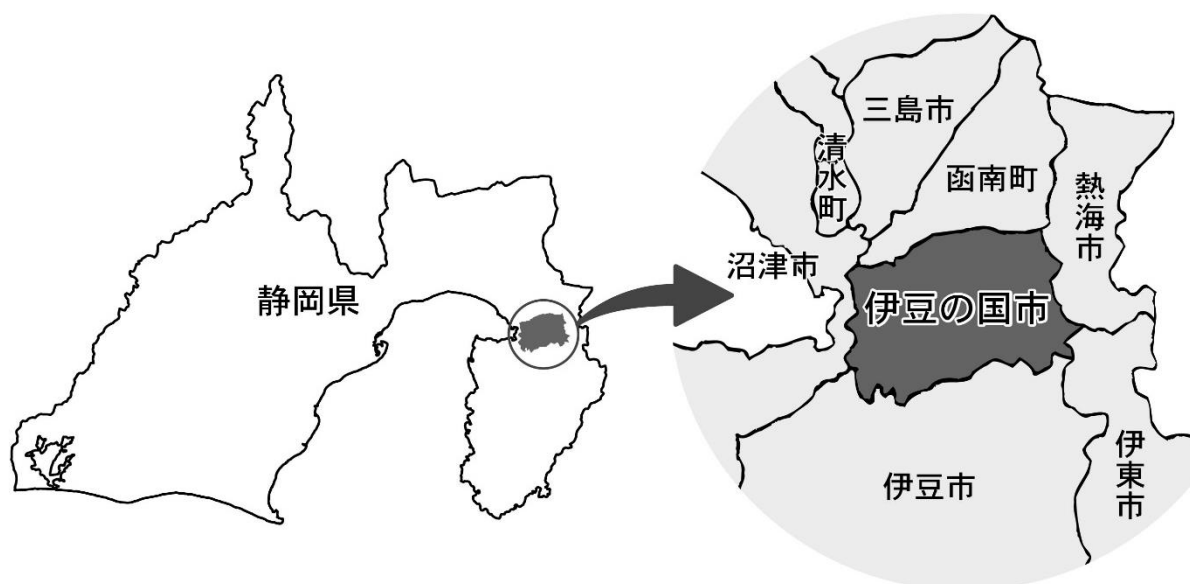 静岡県
三島市
清水町
函南町
熱海市
沼津市
伊豆の国市
伊豆市
伊東市